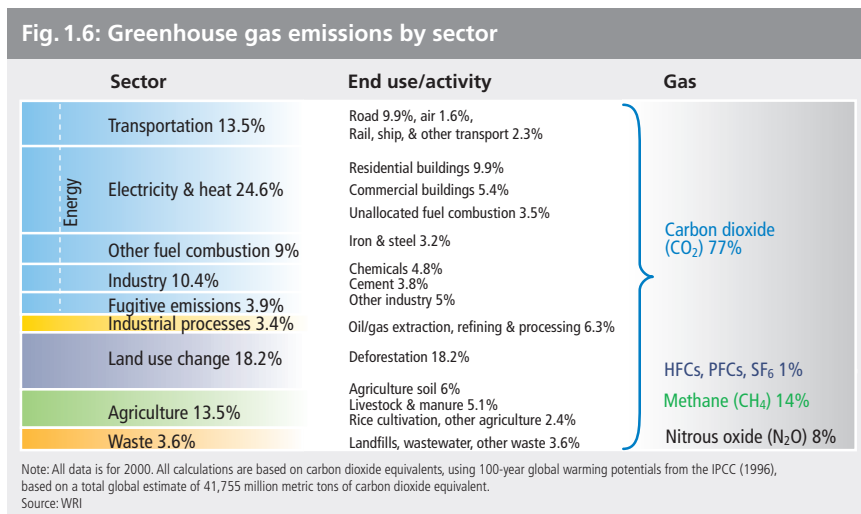 Fig. 1.6: Greenhouse gas emissions by sector
Sector
End use/activity
Gas
Energy
Transportation 13.5%
Electricity & heat 24.6%
Other fuel combustion 9%
Industry 10.4%
Fugitive emissions 3.9%
Industrial processes 3.4%
Land use change 18.2%
Agriculture 13.5%
Waste 3.6%
Road 9.9%, air 1.6%,
Rail, ship, & other transport 2.3%
Residential buildings 9.9%
Commercial buildings 5.4%
Unallocated fuel combustion 3.5%
Iron & steel 3.2%
Chemicals 4.8%
Cement 3.8%
Other industry 5%
Oil/gas extraction, refining & processing 6.3%
Deforestation 18.2%
Agriculture soil 6%
Livestock & manure 5.1%
Rice cultivation, other agriculture 2.4%
Landfills, wastewater, other waste 3.6%
Carbon dioxide
(CO₂) 77%
HFCs, PFCs, SF₆ 1%
Methane (CH₄) 14%
Nitrous oxide (N₂O) 8%
Note: All data is for 2000. All calculations are based on carbon dioxide equivalents, using 100-year global warming potentials from the IPCC (1996),
based on a total global estimate of 41,755 million metric tons of carbon dioxide equivalent.
Source: WRI